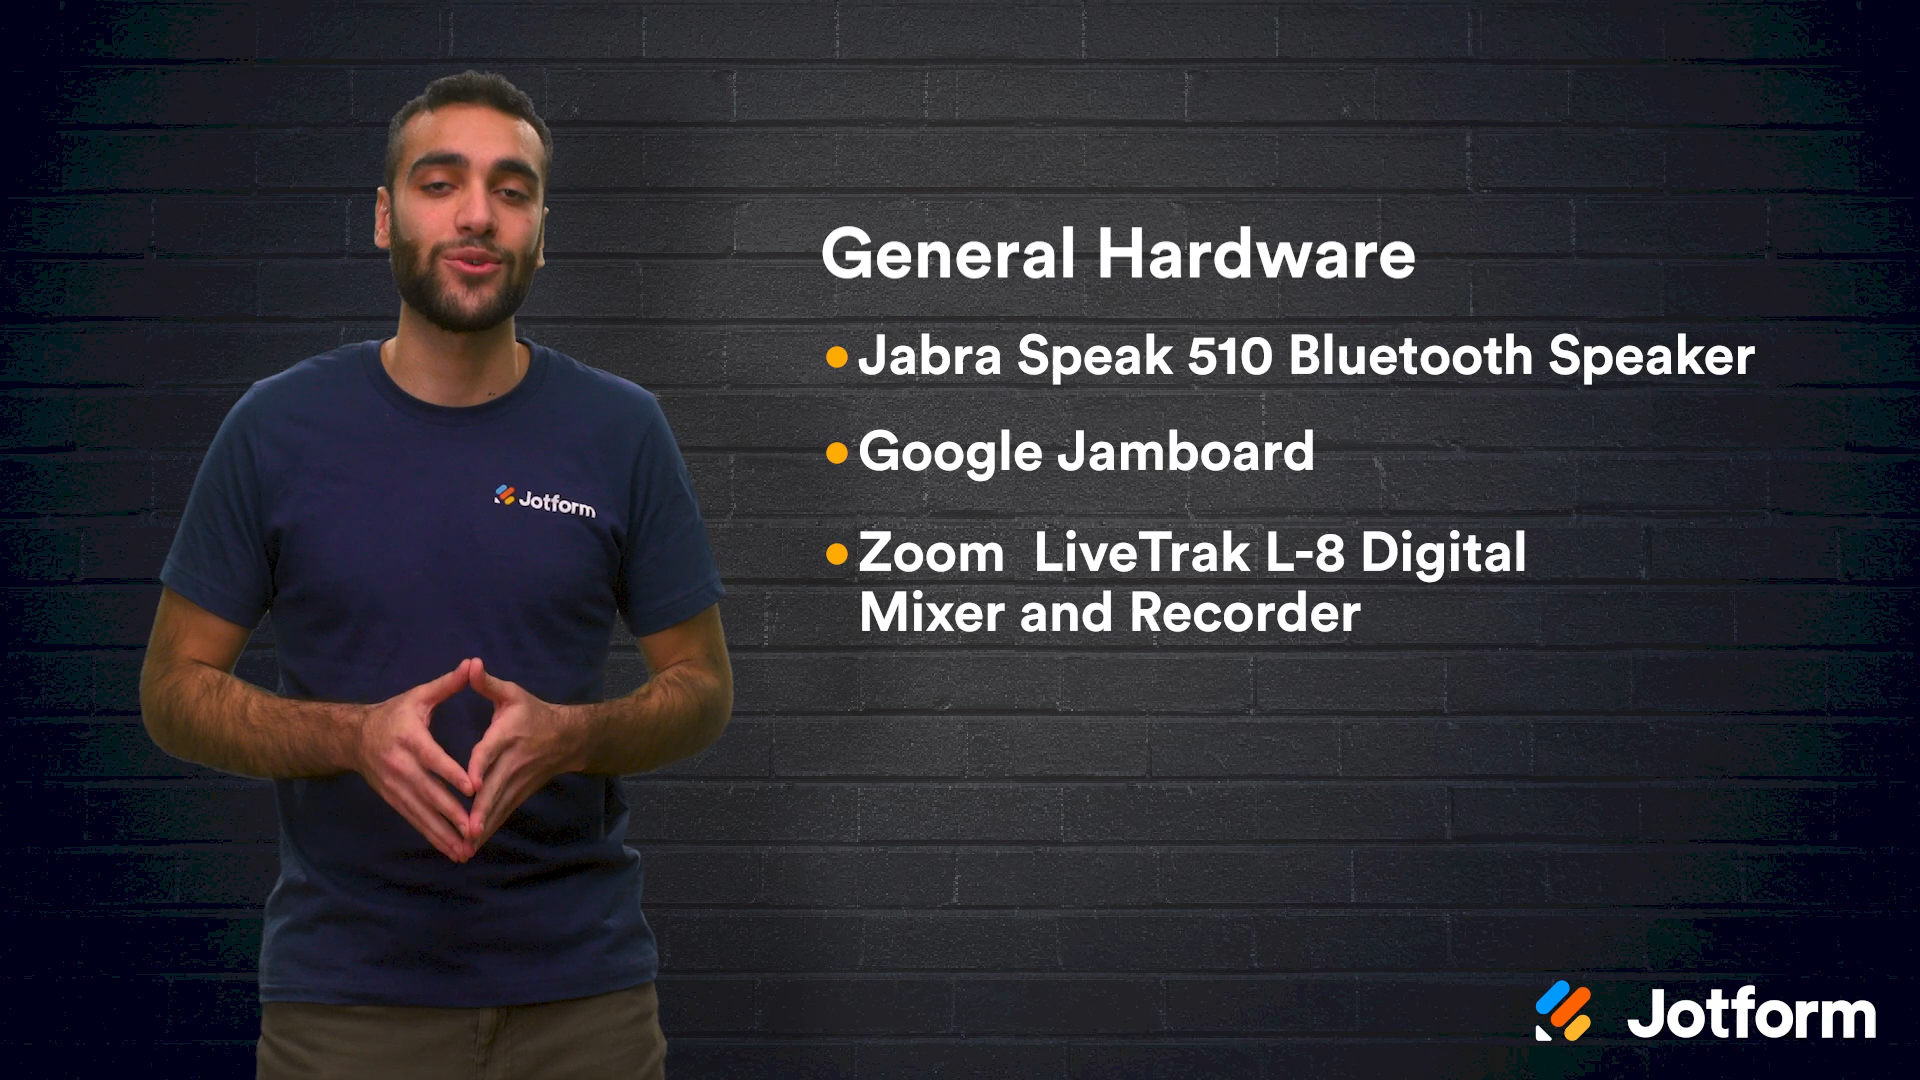 General Hardware
Jabra Speak 510 Bluetooth Speaker
Google Jamboard
Zoom  LiveTrak L-8 Digital
Mixer and Recorder
Jotform
Jotform